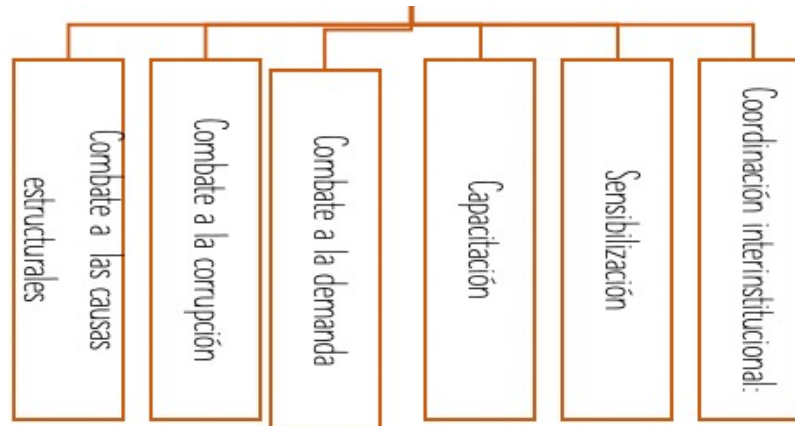 Combate a las causas
estructurales
Combate a la corrupción
Combate a la demanda
Capacitación
Sensibilización
Coordinación interinstitucional: